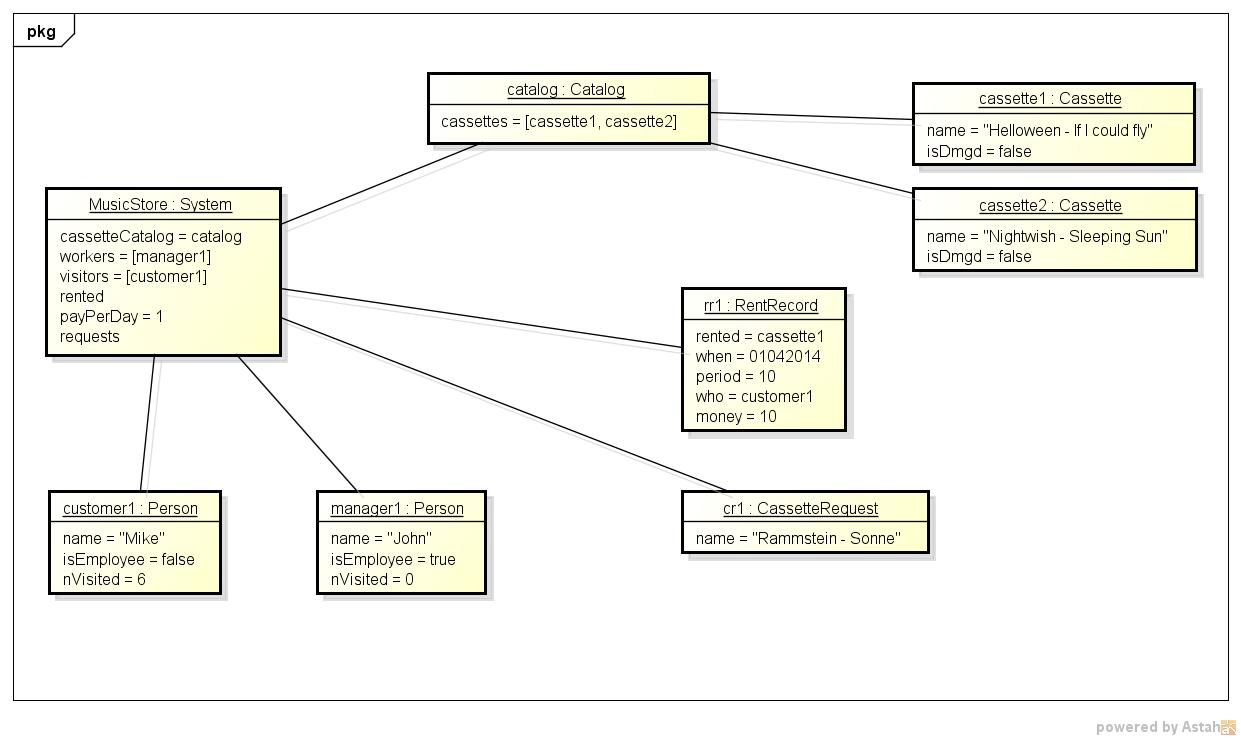 pkg
catalog : Catalog
cassettes = [cassette1, cassette2]
cassette1 : Cassette
name = "Helloween - If I could fly"
isDmgd = false
MusicStore : System
cassetteCatalog = catalog
workers = [manager1]
visitors = [customer1]
rented
payPerDay = 1
requests
cassette2 : Cassette
name = "Nightwish - Sleeping Sun"
isDmgd = false
rr1 : RentRecord
rented = cassette1
when = 01042014
period = 10
who = customer1
money = 10
customer1 : Person
name = "Mike"
isEmployee = false
nVisited = 6
manager1 : Person
name = "John"
isEmployee = true
nVisited = 0
cr1 : CassetteRequest
name = "Rammstein - Sonne"
powered by Astah